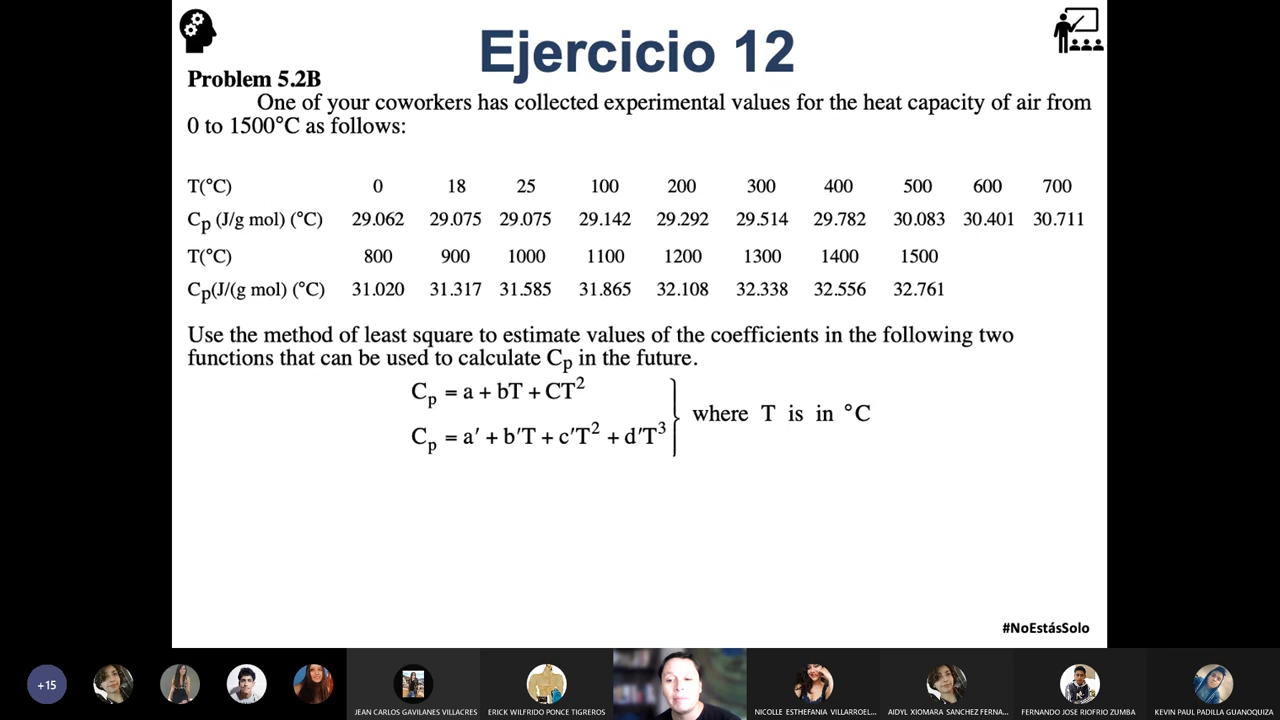 Ejercicio 12
Problem 5.2B
One of your coworkers has collected experimental values for the heat capacity of air from
0 to 1500°C as follows:
T(°C) 0 18 25 100 200 300 400 500 600 700
Cp (J/g mol) (°C) 29.062 29.075 29.075 29.142 29.292 29.514 29.782 30.083 30.401 30.711
T(°C) 800 900 1000 1100 1200 1300 1400 1500
Cp(J/(g mol) (°C) 31.020 31.317 31.585 31.865 32.108 32.338 32.556 32.761
Use the method of least square to estimate values of the coefficients in the following two
functions that can be used to calculate Cp in the future.
Cp = a + bT + CT²
where T is in °C
Cp = a′ + b′T + c′T² + d′T³
#NoEstásSolo
+15
JEAN CARLOS GAVILANES VILLACRES
ERICK WILFRIDO PONCE TIGREROS
NICOLLE ESTHEFANIA VILLARROEL...
AIDYL XIOMARA SANCHEZ FERNA...
FERNANDO JOSE RIOFRIO ZUMBA
KEVIN PAUL PADILLA GUANOQUIZA